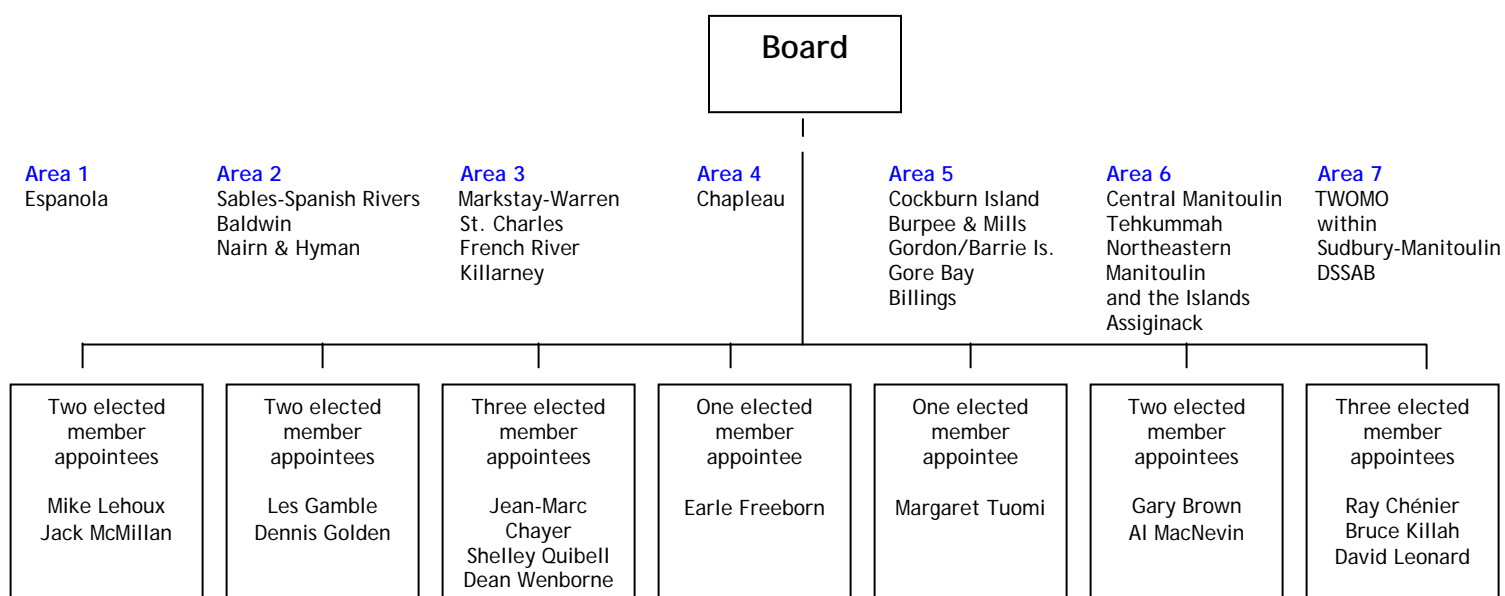 Board
Area 1
Espanola
Area 2
Sables-Spanish Rivers
Baldwin
Nairn & Hyman
Area 3
Markstay-Warren
St. Charles
French River
Killarney
Area 4
Chapleau
Area 5
Cockburn Island
Burpee & Mills
Gordon/Barrie Is.
Gore Bay
Billings
Area 6
Central Manitoulin
Tehkummah
Northeastern
Manitoulin
and the Islands
Assiginack
Area 7
TWOMO
within
Sudbury-Manitoulin
DSSAB
Two elected
member
appointees
Mike Lehoux
Jack McMillan
Two elected
member
appointees
Les Gamble
Dennis Golden
Three elected
member
appointees
Jean-Marc
Chayer
Shelley Quibell
Dean Wenborne
One elected
member
appointee
Earle Freeborn
One elected
member
appointee
Margaret Tuomi
Two elected
member
appointees
Gary Brown
Al MacNevin
Three elected
member
appointees
Ray Chénier
Bruce Killah
David Leonard